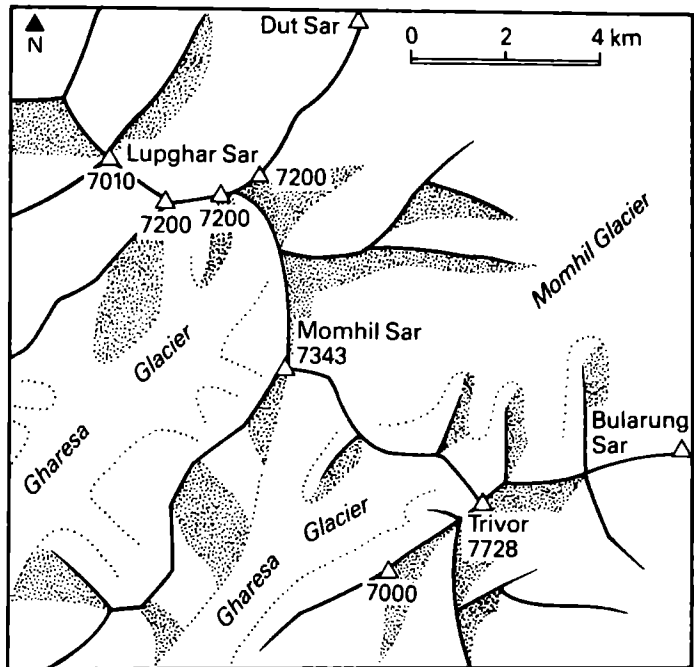 N
Dut Sar
0 2 4 km
Lupghar Sar
7010
7200
7200
7200
Momhil Glacier
Momhil Sar
7343
Gharesa Glacier
Bularung
Sar
Gharesa Glacier
Trivor
7728
7000